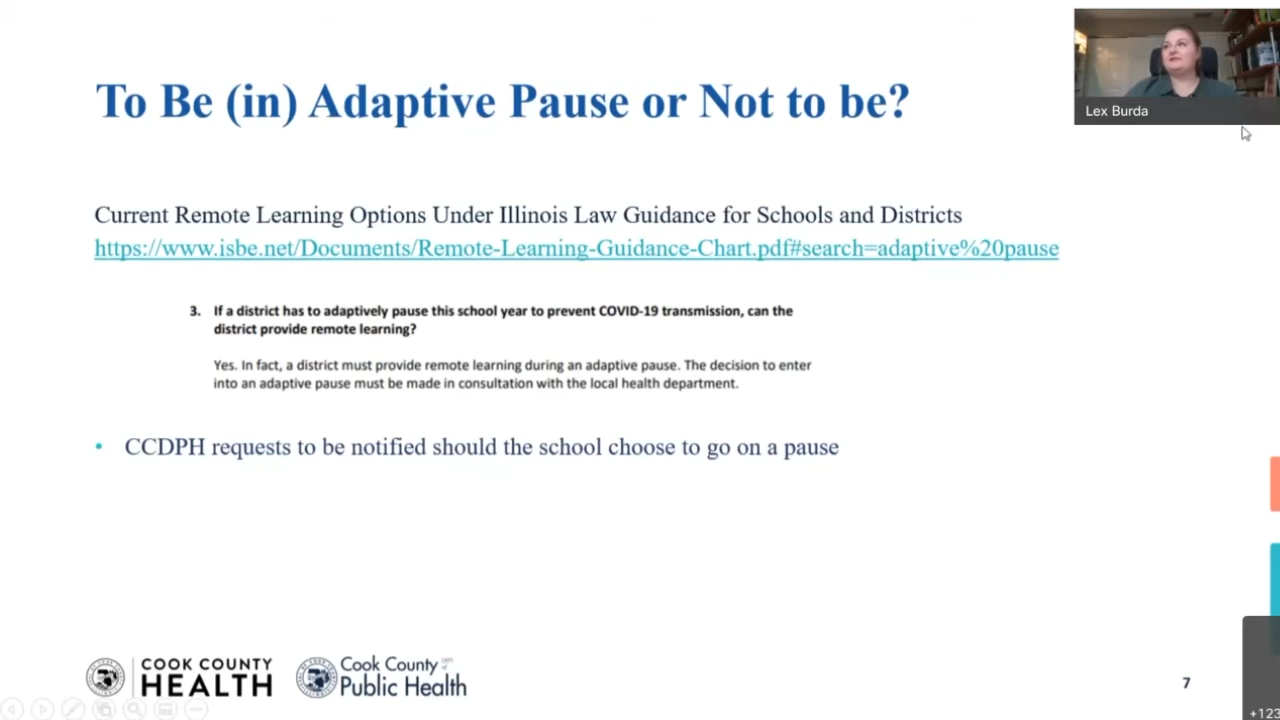 To Be (in) Adaptive Pause or Not to be?
Lex Burda
Current Remote Learning Options Under Illinois Law Guidance for Schools and Districts
https://www.isbe.net/Documents/Remote-Learning-Guidance-Chart.pdf#search=adaptive%20pause
3. If a district has to adaptively pause this school year to prevent COVID-19 transmission, can the
district provide remote learning?
Yes. In fact, a district must provide remote learning during an adaptive pause. The decision to enter
into an adaptive pause must be made in consultation with the local health department.
• CCDPH requests to be notified should the school choose to go on a pause
COOK COUNTY
HEALTH
Cook County
Public Health
7
+123